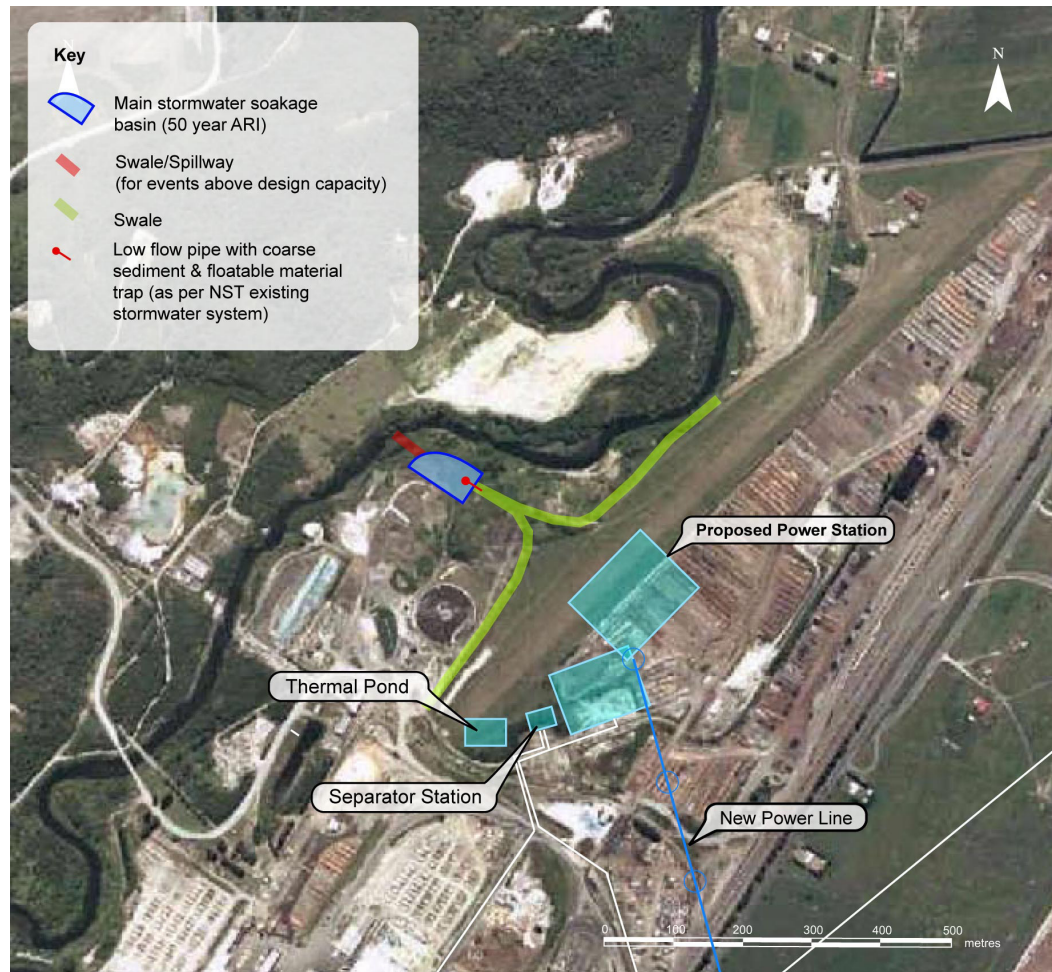 Key
Main stormwater soakage
basin (50 year ARI)
Swale/Spillway
(for events above design capacity)
Swale
Low flow pipe with coarse
sediment & floatable material
trap (as per NST existing
stormwater system)
N
Proposed Power Station
Thermal Pond
Separator Station
New Power Line
0 100 200 300 400 500
metres